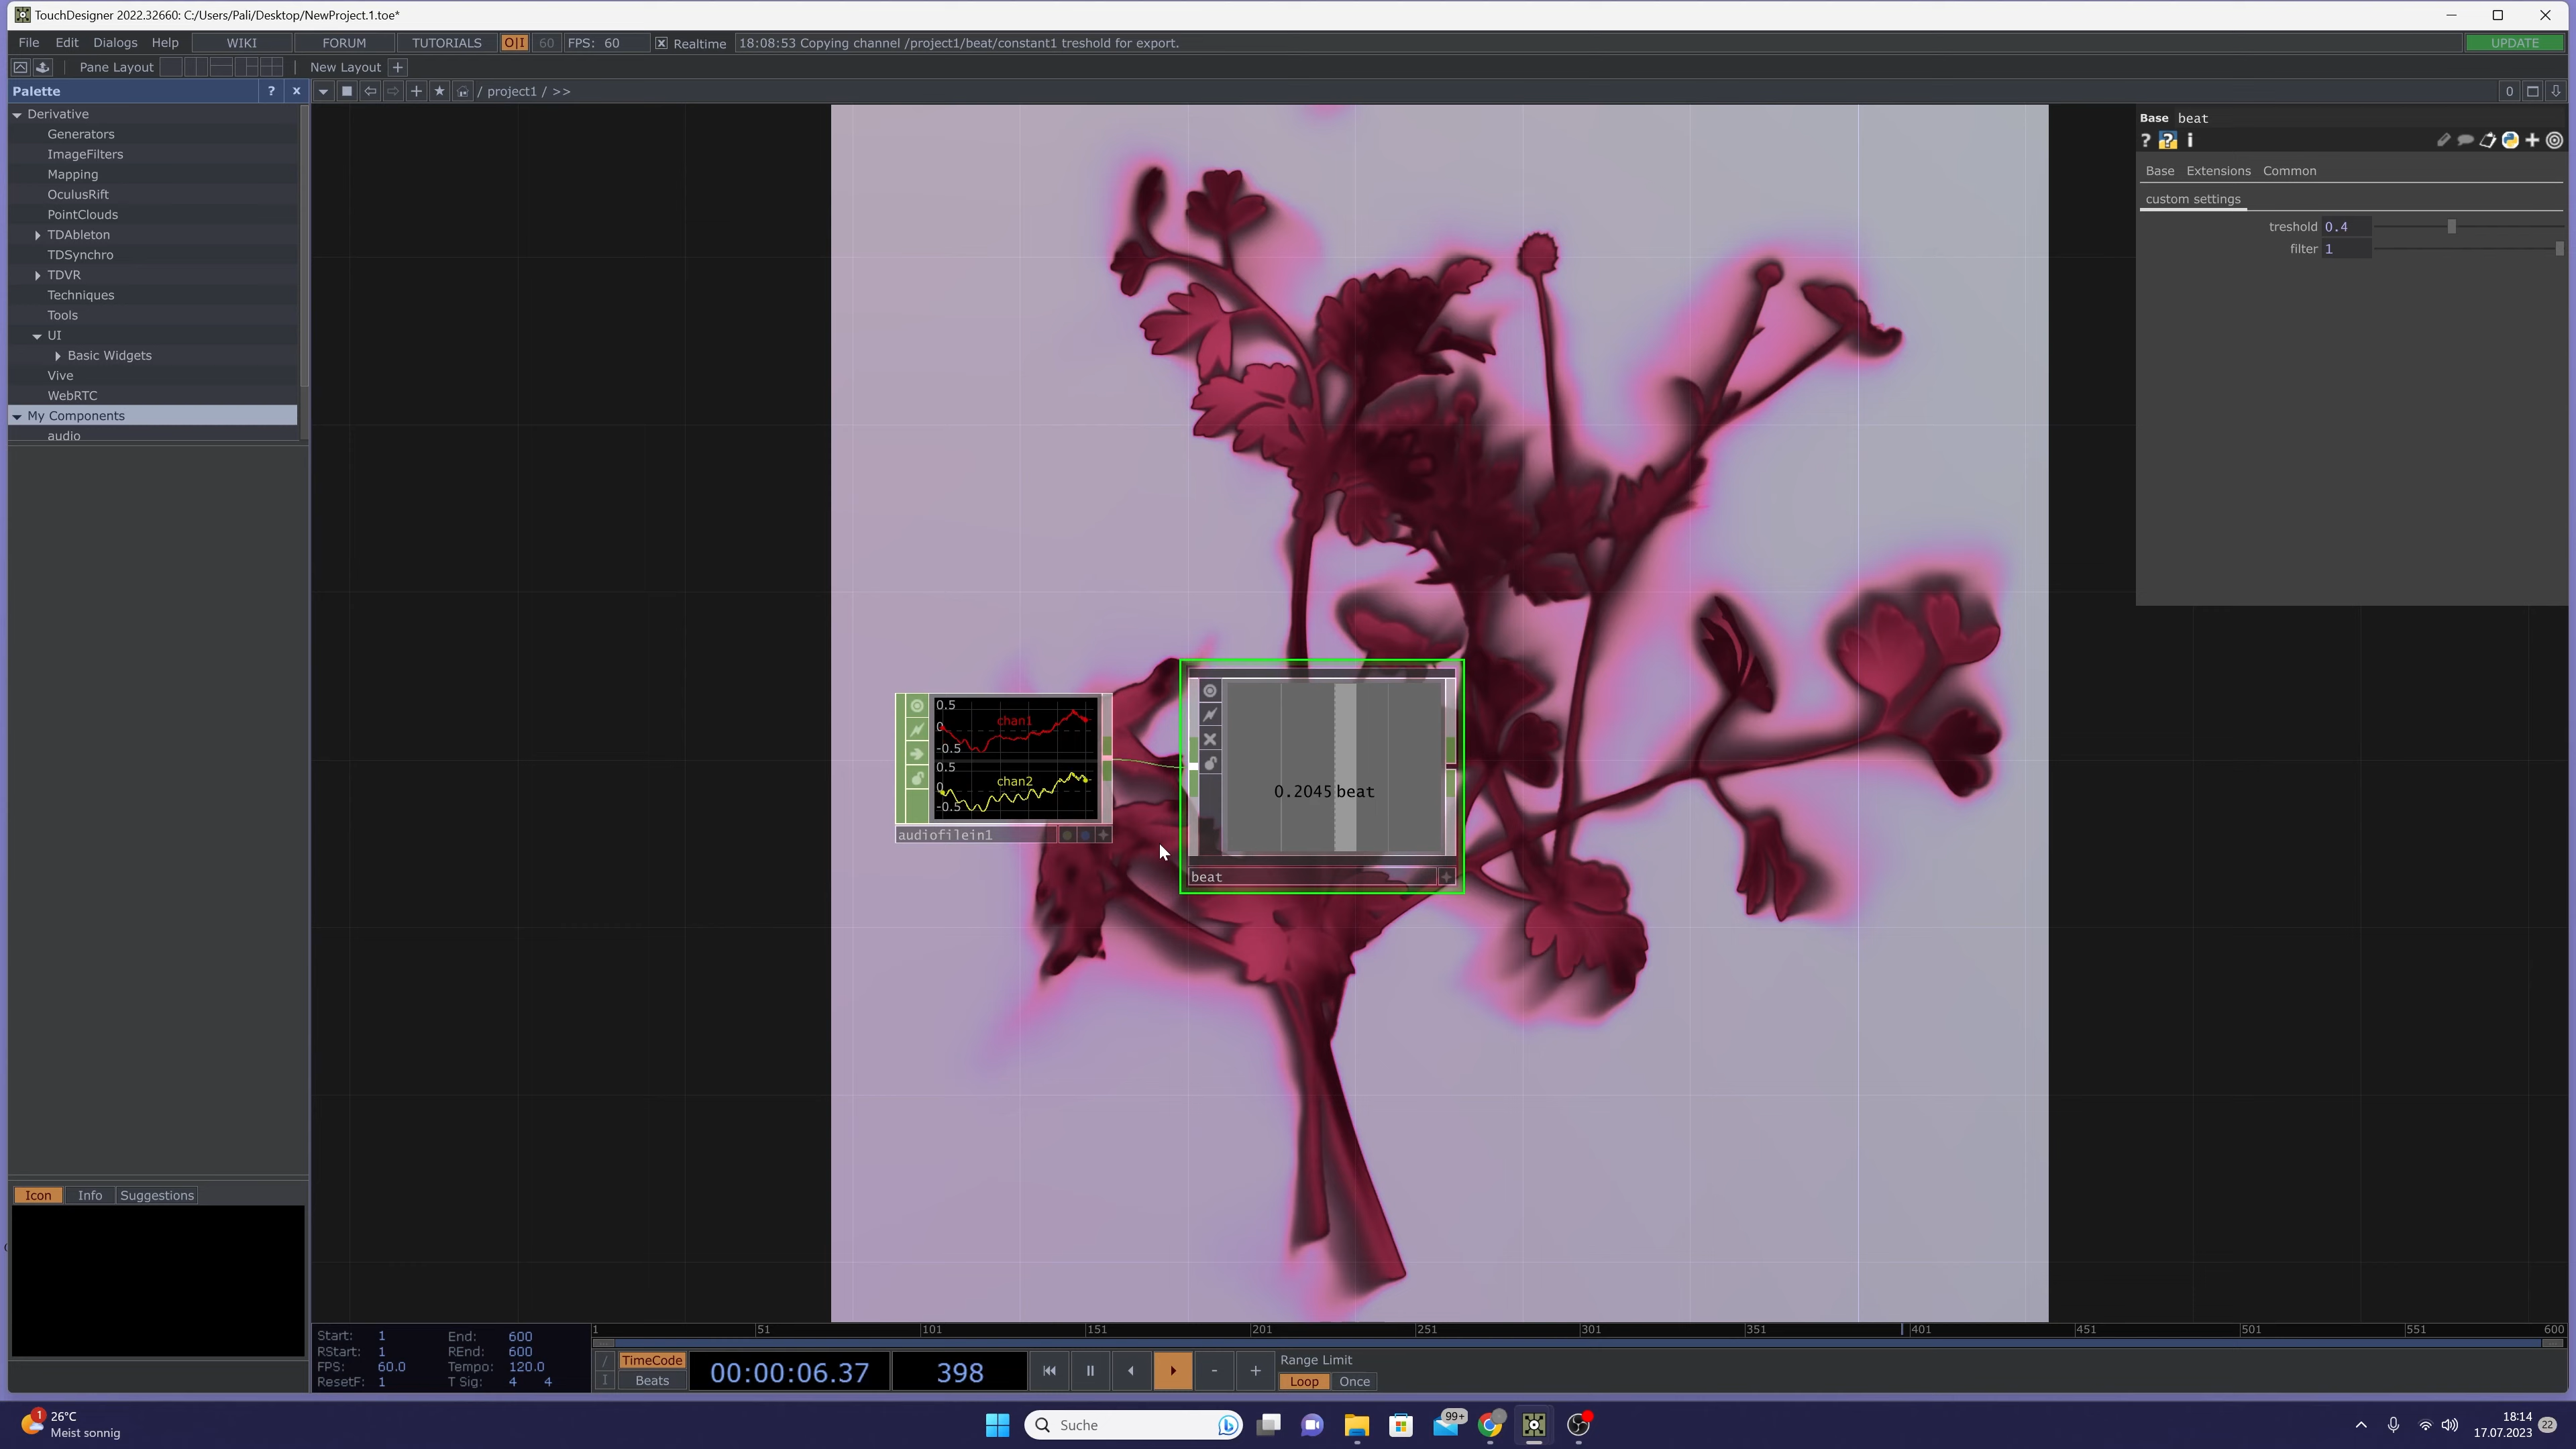 TouchDesigner 2022.32660: C:/Users/Pali/Desktop/NewProject.1.toe*
File Edit Dialogs Help WIKI FORUM TUTORIALS O|I 60 FPS: 60 Realtime 18:08:53 Copying channel /project1/beat/constant1 treshold for export. UPDATE
Pane Layout New Layout +
Palette ? x / project1 / >> 0
Derivative
Generators
ImageFilters
Mapping
OculusRift
PointClouds
TDAbleton
TDSynchro
TDVR
Techniques
Tools
UI
Basic Widgets
Vive
WebRTC
My Components
audio
Base beat
? ? i
Base Extensions Common
custom settings
treshold 0.4
filter 1
0.5
chan1
0
-0.5
0.5
chan2
0
-0.5
audiofilein1
0.2045 beat
beat
Icon Info Suggestions
Start: 1 End: 600
RStart: 1 REnd: 600
FPS: 60.0 Tempo: 120.0
ResetF: 1 T Sig: 4 4
1 51 101 151 201 251 301 351 401 451 501 551 600
TimeCode
Beats
00:00:06.37 398
Range Limit
Loop Once
1
26°C
Meist sonnig
Suche
99+
18:14
17.07.2023
22